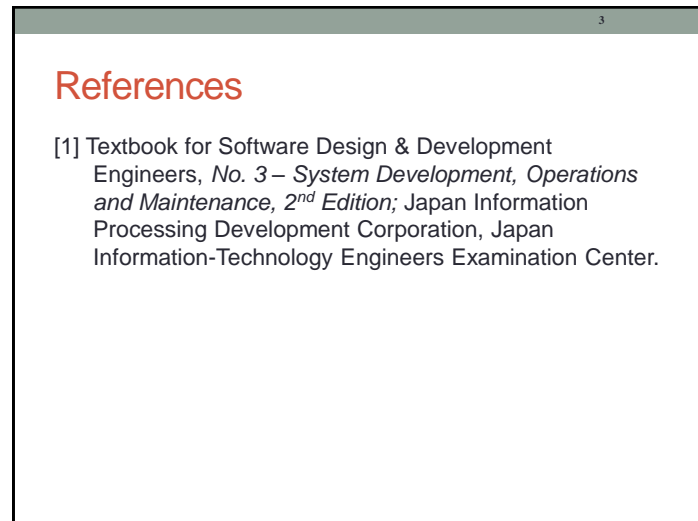 3
References
[1] Textbook for Software Design & Development
Engineers, No. 3 – System Development, Operations
and Maintenance, 2nd Edition; Japan Information
Processing Development Corporation, Japan
Information-Technology Engineers Examination Center.